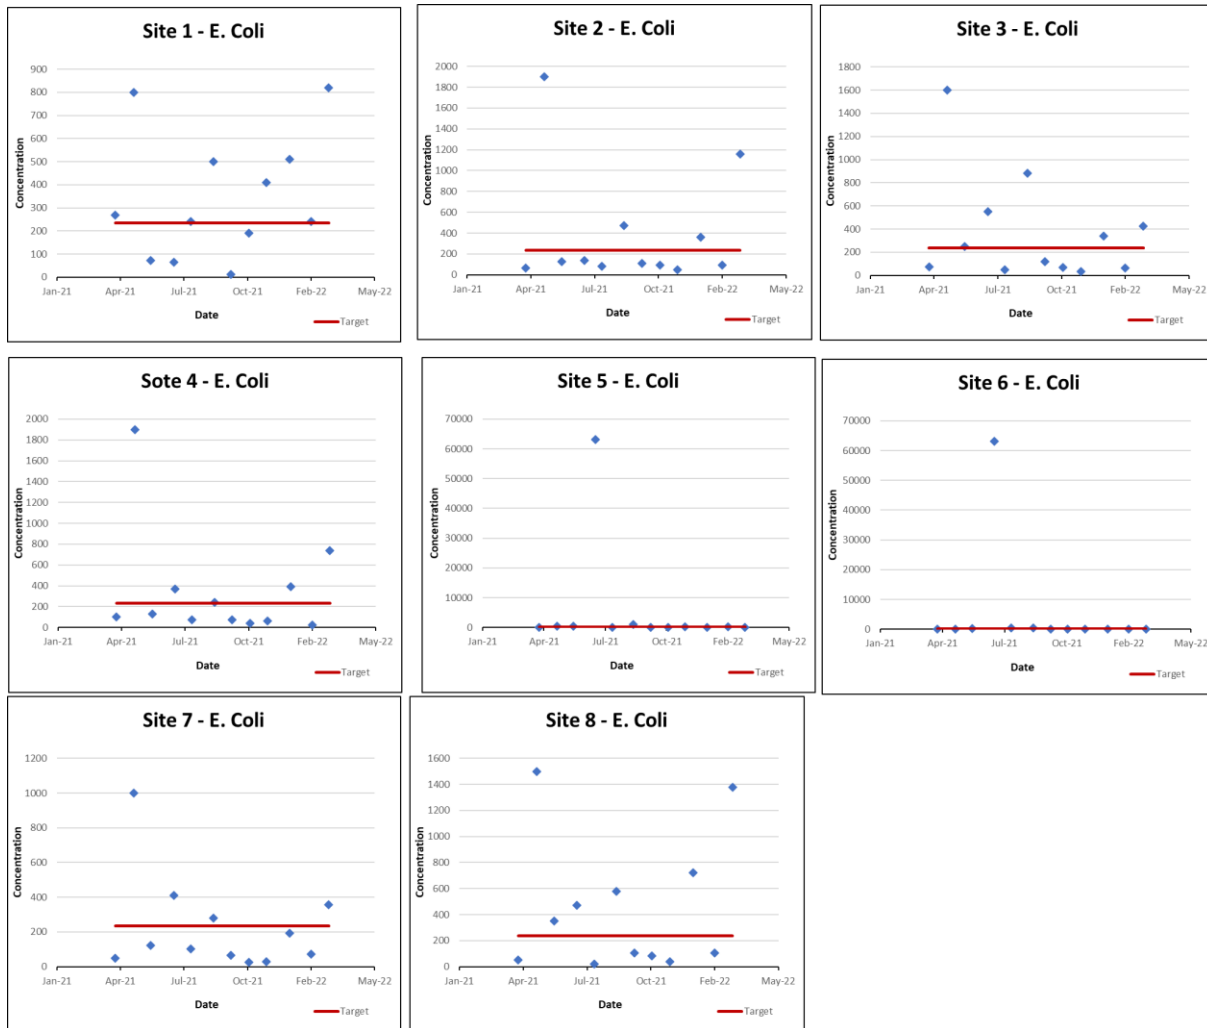 Site 1 - E. Coli
900
800
700
600
500
400
300
200
100
0
Concentration
Jan-21 Apr-21 Jul-21 Oct-21 Feb-22 May-22
Date
Target
Site 2 - E. Coli
2000
1800
1600
1400
1200
1000
800
600
400
200
0
Concentration
Jan-21 Apr-21 Jul-21 Oct-21 Feb-22 May-22
Date
Target
Site 3 - E. Coli
1800
1600
1400
1200
1000
800
600
400
200
0
Concentration
Jan-21 Apr-21 Jul-21 Oct-21 Feb-22 May-22
Date
Target
Sote 4 - E. Coli
2000
1800
1600
1400
1200
1000
800
600
400
200
0
Concentration
Jan-21 Apr-21 Jul-21 Oct-21 Feb-22 May-22
Date
Target
Site 5 - E. Coli
70000
60000
50000
40000
30000
20000
10000
0
Concentration
Jan-21 Apr-21 Jul-21 Oct-21 Feb-22 May-22
Date
Target
Site 6 - E. Coli
70000
60000
50000
40000
30000
20000
10000
0
Concentration
Jan-21 Apr-21 Jul-21 Oct-21 Feb-22 May-22
Date
Target
Site 7 - E. Coli
1200
1000
800
600
400
200
0
Concentration
Jan-21 Apr-21 Jul-21 Oct-21 Feb-22 May-22
Date
Target
Site 8 - E. Coli
1600
1400
1200
1000
800
600
400
200
0
Concentration
Jan-21 Apr-21 Jul-21 Oct-21 Feb-22 May-22
Date
Target